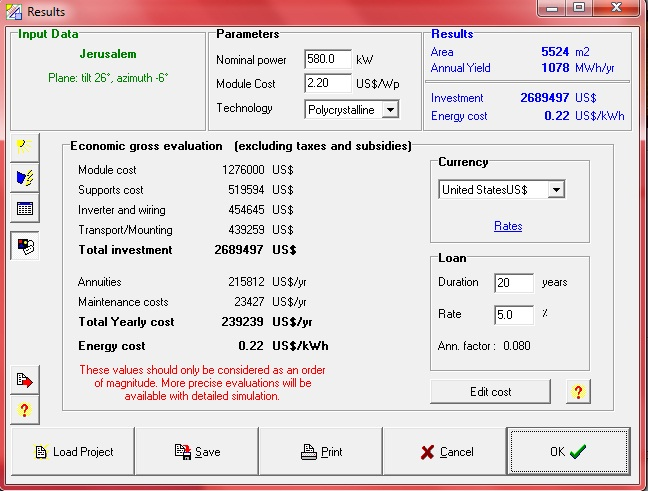 Results
Input Data
Jerusalem
Plane: tilt 26°, azimuth -6°
Parameters
Nominal power 580.0 kW
Module Cost 2.20 US$/Wp
Technology Polycrystalline
Results
Area 5524 m2
Annual Yield 1078 MWh/yr
Investment 2689497 US$
Energy cost 0.22 US$/kWh
Economic gross evaluation (excluding taxes and subsidies)
Module cost 1276000 US$
Supports cost 519594 US$
Inverter and wiring 454645 US$
Transport/Mounting 439259 US$
Total investment 2689497 US$
Annuities 215812 US$/yr
Maintenance costs 23427 US$/yr
Total Yearly cost 239239 US$/yr
Energy cost 0.22 US$/kWh
These values should only be considered as an order
of magnitude. More precise evaluations will be
available with detailed simulation.
Currency
United StatesUS$
Rates
Loan
Duration 20 years
Rate 5.0 %
Ann. factor : 0.080
Edit cost ?
?
Load Project
Save
Print
Cancel
OK